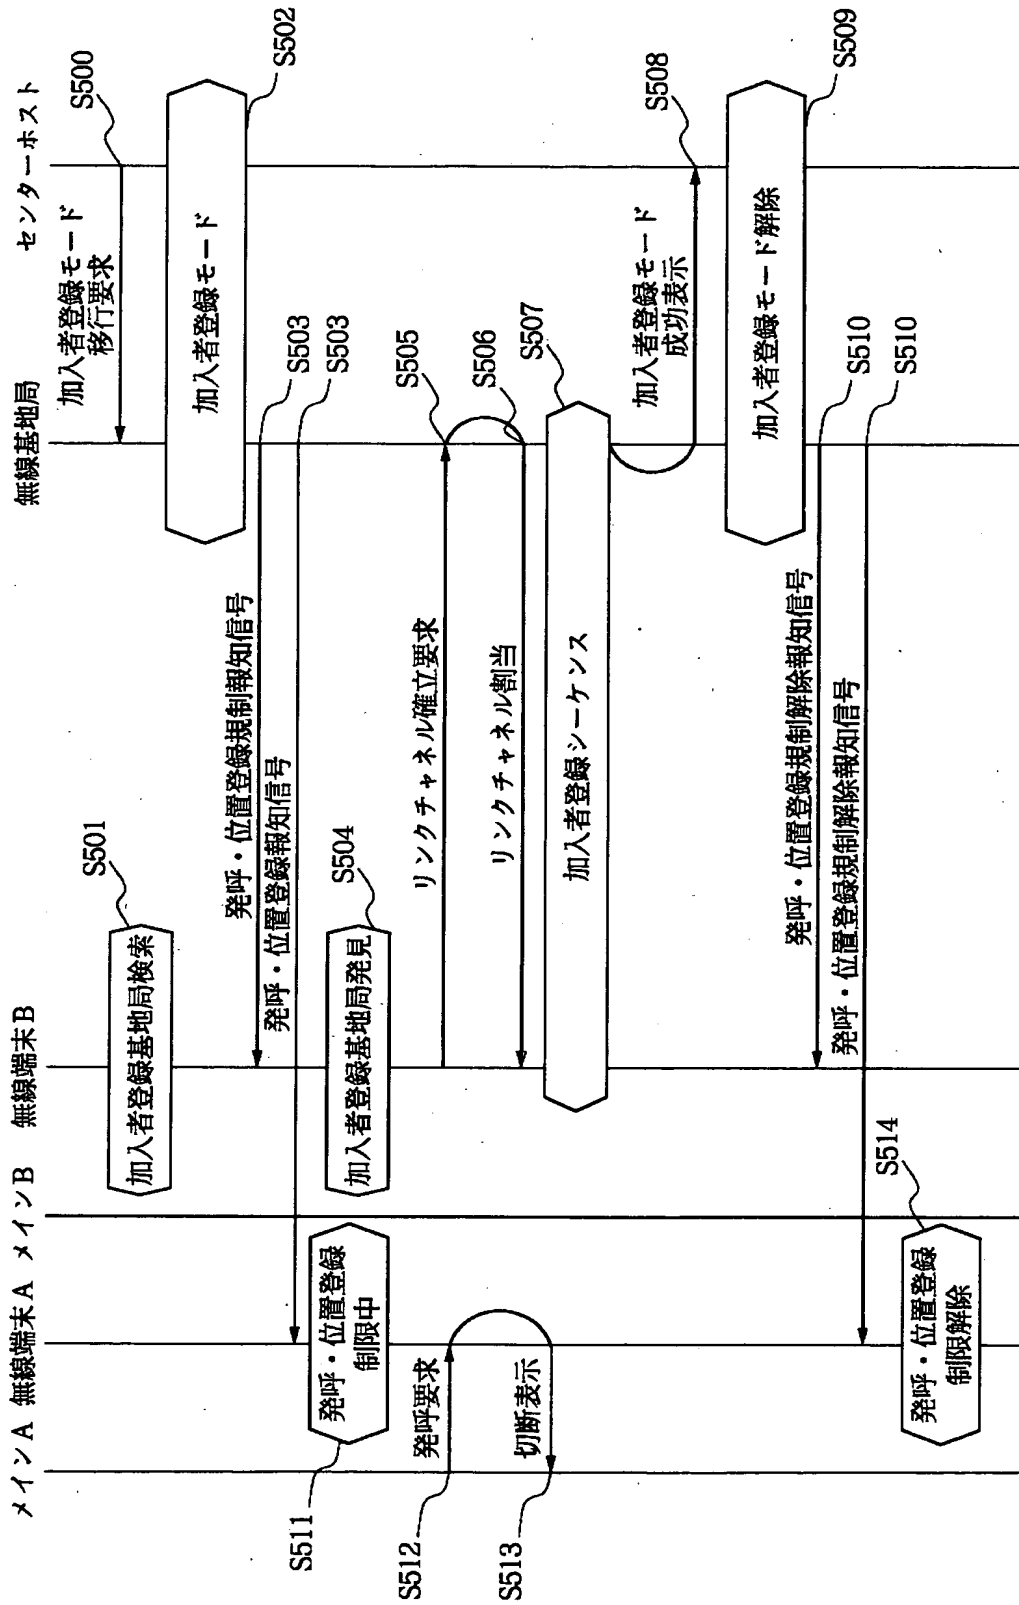 メインA
無線端末A
メインB
無線端末B
無線基地局
センターホスト
S500
加入者登録モード
移行要求
S501
加入者登録基地局検索
S502
加入者登録モード
S503
S503
発呼・位置登録規制報知信号
発呼・位置登録報知信号
S504
加入者登録基地局発見
S511
発呼・位置登録
制限中
S505
リンクチャネル確立要求
S512
発呼要求
S506
リンクチャネル割当
S513
切断表示
S507
加入者登録シーケンス
S508
加入者登録モード
成功表示
S509
加入者登録モード解除
S510
S510
発呼・位置登録規制解除報知信号
発呼・位置登録規制解除報知信号
S514
発呼・位置登録
制限解除